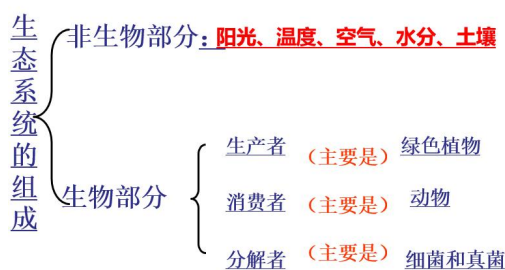 生态系统的组成
非生物部分：阳光、温度、空气、水分、土壤
生物部分
生产者 （主要是） 绿色植物
消费者 （主要是） 动物
分解者 （主要是） 细菌和真菌